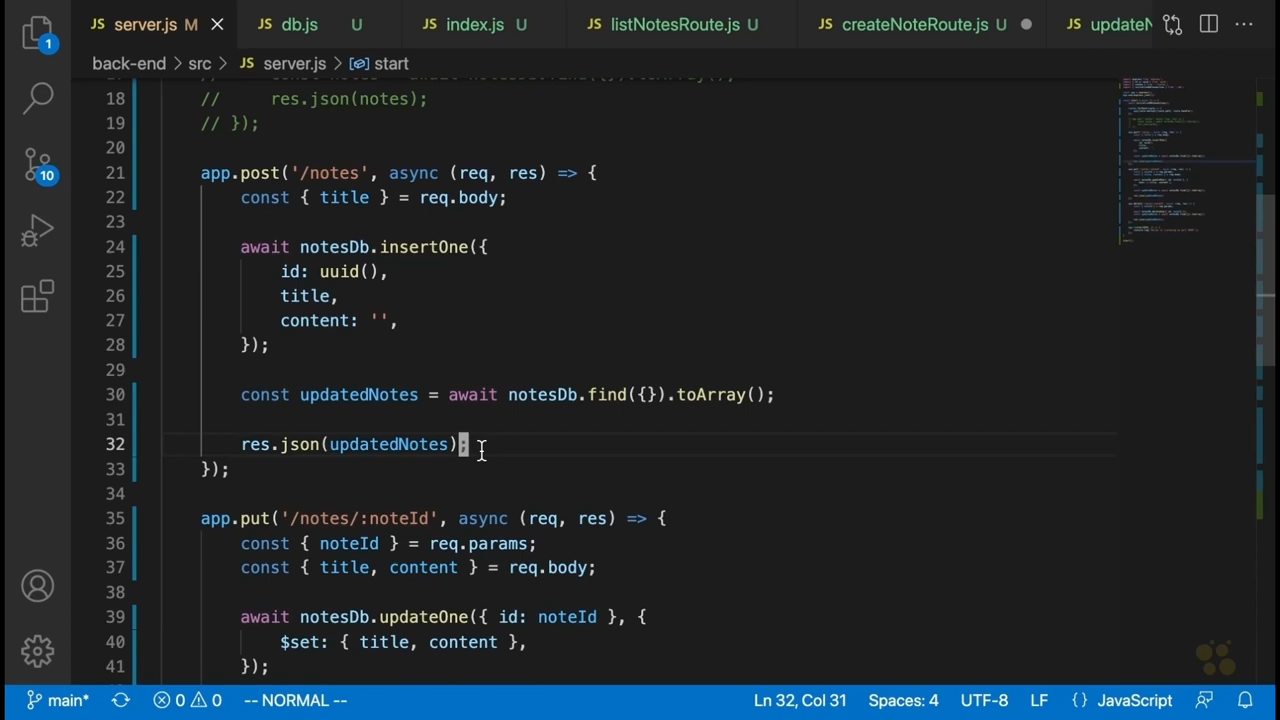 JS server.js M
JS db.js U
JS index.js U
JS listNotesRoute.js U
JS createNoteRoute.js U
JS updateN
back-end > src > JS server.js > start
18 // res.json(notes);
19 // });
20
21 app.post('/notes', async (req, res) => {
22 const { title } = req.body;
23
24 await notesDb.insertOne({
25 id: uuid(),
26 title,
27 content: '',
28 });
29
30 const updatedNotes = await notesDb.find({}).toArray();
31
32 res.json(updatedNotes);
33 });
34
35 app.put('/notes/:noteId', async (req, res) => {
36 const { noteId } = req.params;
37 const { title, content } = req.body;
38
39 await notesDb.updateOne({ id: noteId }, {
40 $set: { title, content },
41 });
1
10
main* 0 0 -- NORMAL -- Ln 32, Col 31 Spaces: 4 UTF-8 LF {} JavaScript